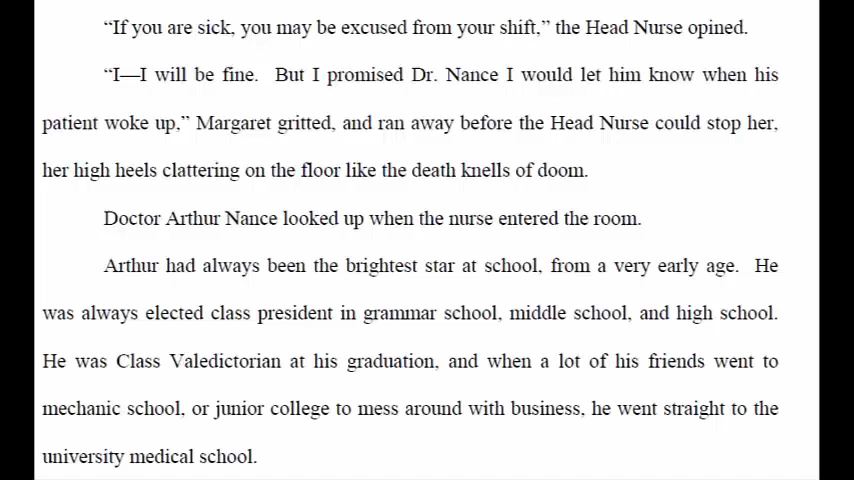 “If you are sick, you may be excused from your shift,” the Head Nurse opined.
“I—I will be fine.  But I promised Dr. Nance I would let him know when his
patient woke up,” Margaret gritted, and ran away before the Head Nurse could stop her,
her high heels clattering on the floor like the death knells of doom.
Doctor Arthur Nance looked up when the nurse entered the room.
Arthur had always been the brightest star at school, from a very early age.  He
was always elected class president in grammar school, middle school, and high school.
He was Class Valedictorian at his graduation, and when a lot of his friends went to
mechanic school, or junior college to mess around with business, he went straight to the
university medical school.